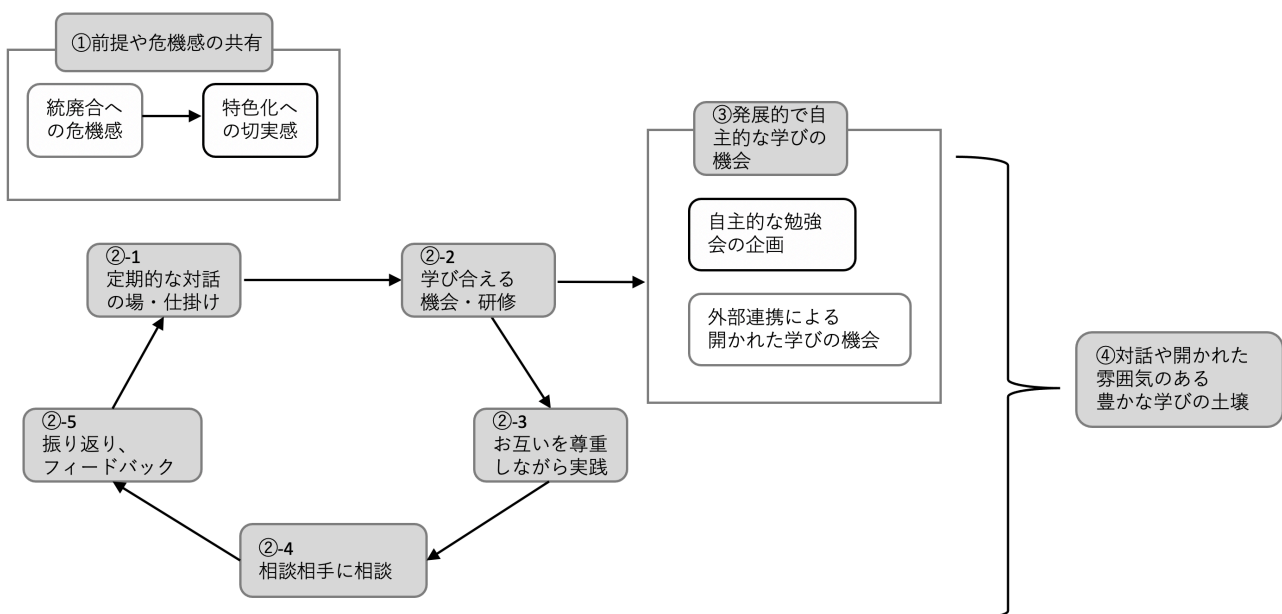 ①前提や危機感の共有
統廃合へ
の危機感
特色化へ
の切実感
③発展的で自
主的な学びの
機会
自主的な勉強
会の企画
外部連携による
開かれた学びの機会
②-1
定期的な対話
の場・仕掛け
②-2
学び合える
機会・研修
②-3
お互いを尊重
しながら実践
②-4
相談相手に相談
②-5
振り返り、
フィードバック
④対話や開かれた
雰囲気のある
豊かな学びの土壌